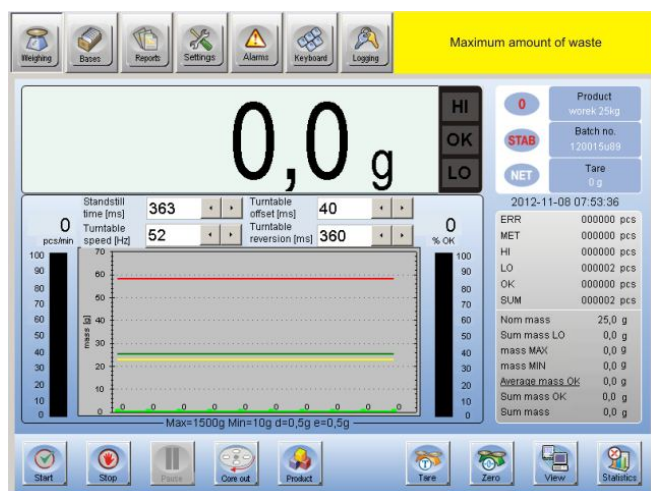 Weighing Bases Reports Settings Alarms Keyboard Logging
Maximum amount of waste
0,0 g
HI
OK
LO
0 Product
worek 25kg
STAB Batch no.
120015u89
NET Tare
0 g
2012-11-08 07:53:36
Standstill time [ms] 363
Turntable offset [ms] 40
Turntable speed [Hz] 52
Turntable reversion [ms] 360
0
pcs/min
0
% OK
100
90
80
70
60
50
40
30
20
10
0
mass [g]
70
60
50
40
30
20
10
0
0 0 0 0 0 0 0 0
100
90
80
70
60
50
40
30
20
10
0
Max=1500g Min=10g d=0,5g e=0,5g
ERR 000000 pcs
MET 000000 pcs
HI 000000 pcs
LO 000002 pcs
OK 000000 pcs
SUM 000002 pcs
Nom mass 25,0 g
Sum mass LO 0,0 g
mass MAX 0,0 g
mass MIN 0,0 g
Average mass OK 0,0 g
Sum mass OK 0,0 g
Sum mass 0,0 g
Start Stop Pause Core out Product Tare Zero View Statistics